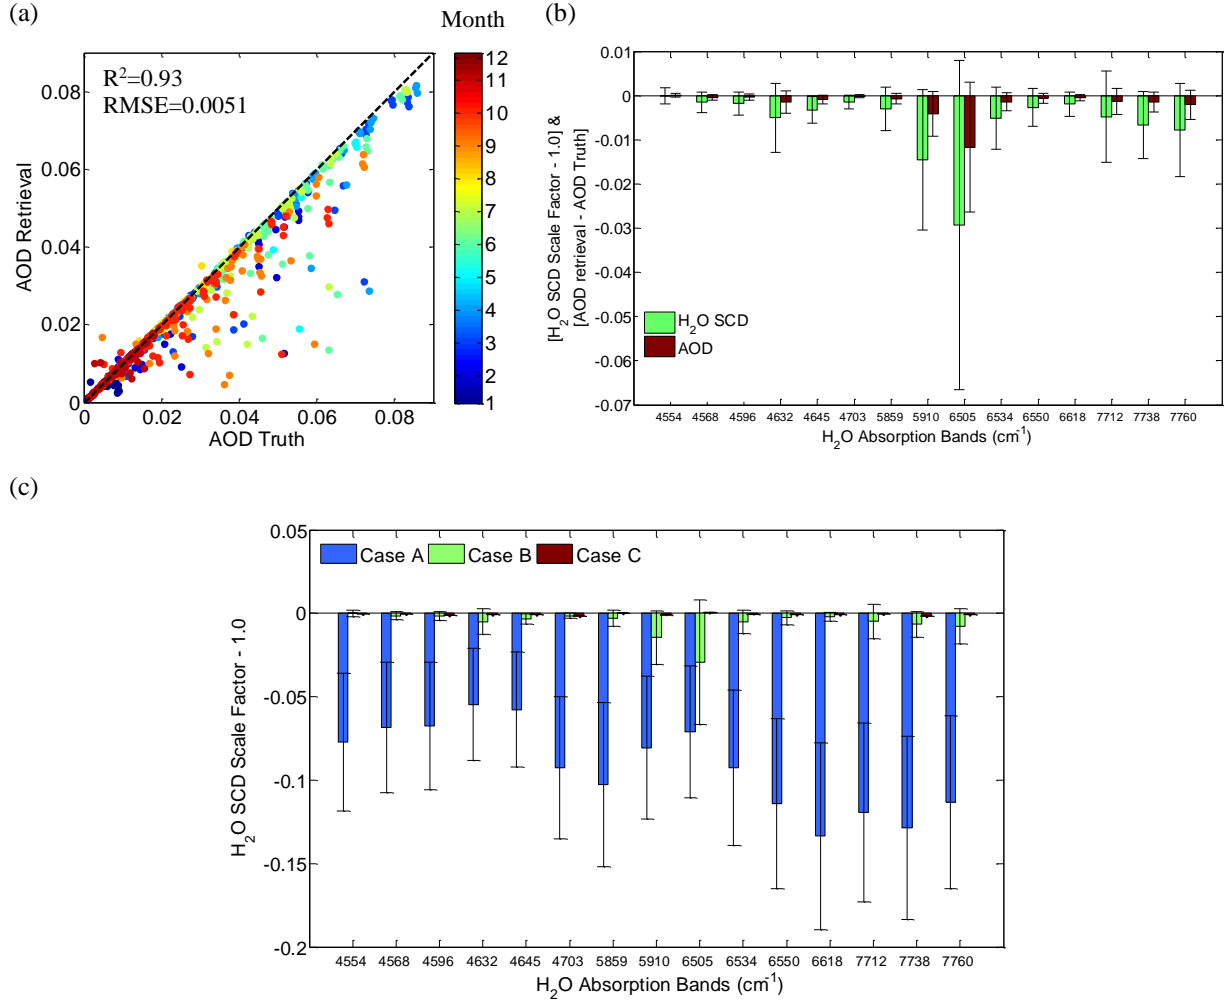 (a)
Month
R²=0.93
RMSE=0.0051
AOD Retrieval
0.08
0.06
0.04
0.02
0
0 0.02 0.04 0.06 0.08
AOD Truth
12
11
10
9
8
7
6
5
4
3
2
1
(b)
[H₂O SCD Scale Factor - 1.0] &
[AOD retrieval - AOD Truth)
0.01
0
-0.01
-0.02
-0.03
-0.04
-0.05
-0.06
-0.07
H₂O SCD
AOD
4554 4568 4596 4632 4645 4703 5859 5910 6505 6534 6550 6618 7712 7738 7760
H₂O Absorption Bands (cm⁻¹)
(c)
H₂O SCD Scale Factor - 1.0
0.05
0
-0.05
-0.1
-0.15
-0.2
Case A Case B Case C
4554 4568 4596 4632 4645 4703 5859 5910 6505 6534 6550 6618 7712 7738 7760
H₂O Absorption Bands (cm⁻¹)